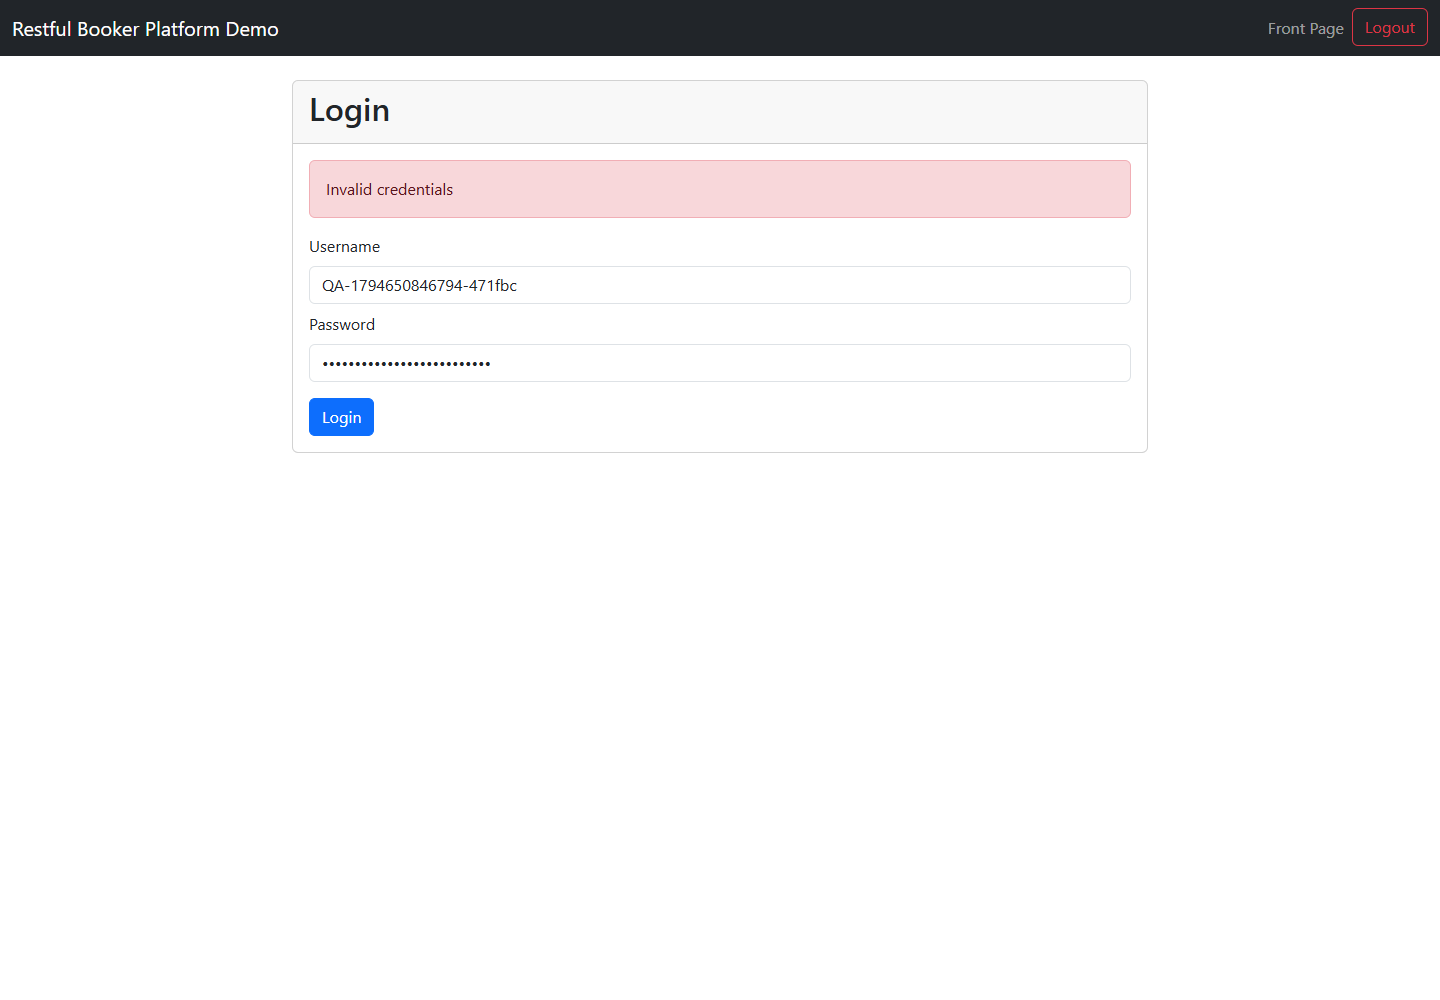 Restful Booker Platform Demo
Front Page
Logout
Login
Invalid credentials
Username
QA-1794650846794-471fbc
Password
••••••••••••••••••••••••••
Login